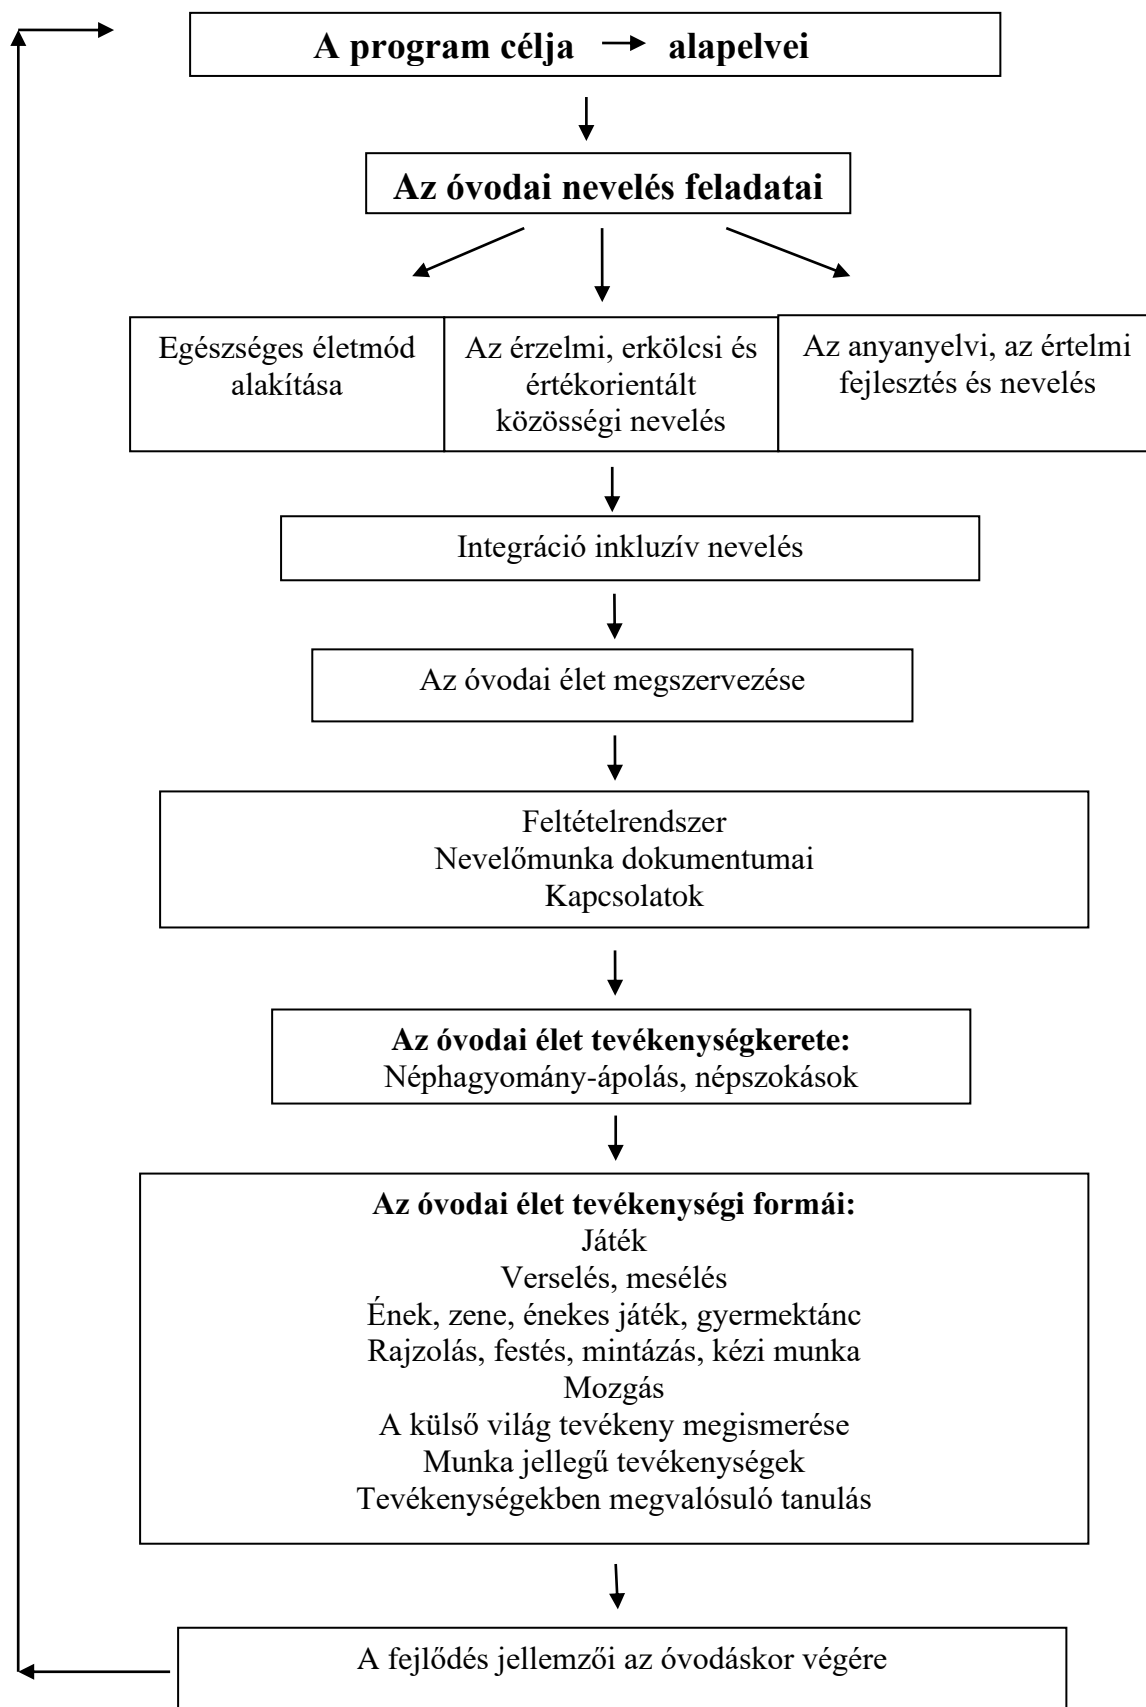 A program célja → alapelvei
Az óvodai nevelés feladatai
Egészséges életmód
alakítása
Az érzelmi, erkölcsi és
értékorientált
közösségi nevelés
Az anyanyelvi, az értelmi
fejlesztés és nevelés
Integráció inkluzív nevelés
Az óvodai élet megszervezése
Feltételrendszer
Nevelőmunka dokumentumai
Kapcsolatok
Az óvodai élet tevékenységkerete:
Néphagyomány-ápolás, népszokások
Az óvodai élet tevékenységi formái:
Játék
Verselés, mesélés
Ének, zene, énekes játék, gyermektánc
Rajzolás, festés, mintázás, kézi munka
Mozgás
A külső világ tevékeny megismerése
Munka jellegű tevékenységek
Tevékenységekben megvalósuló tanulás
A fejlődés jellemzői az óvodáskor végére